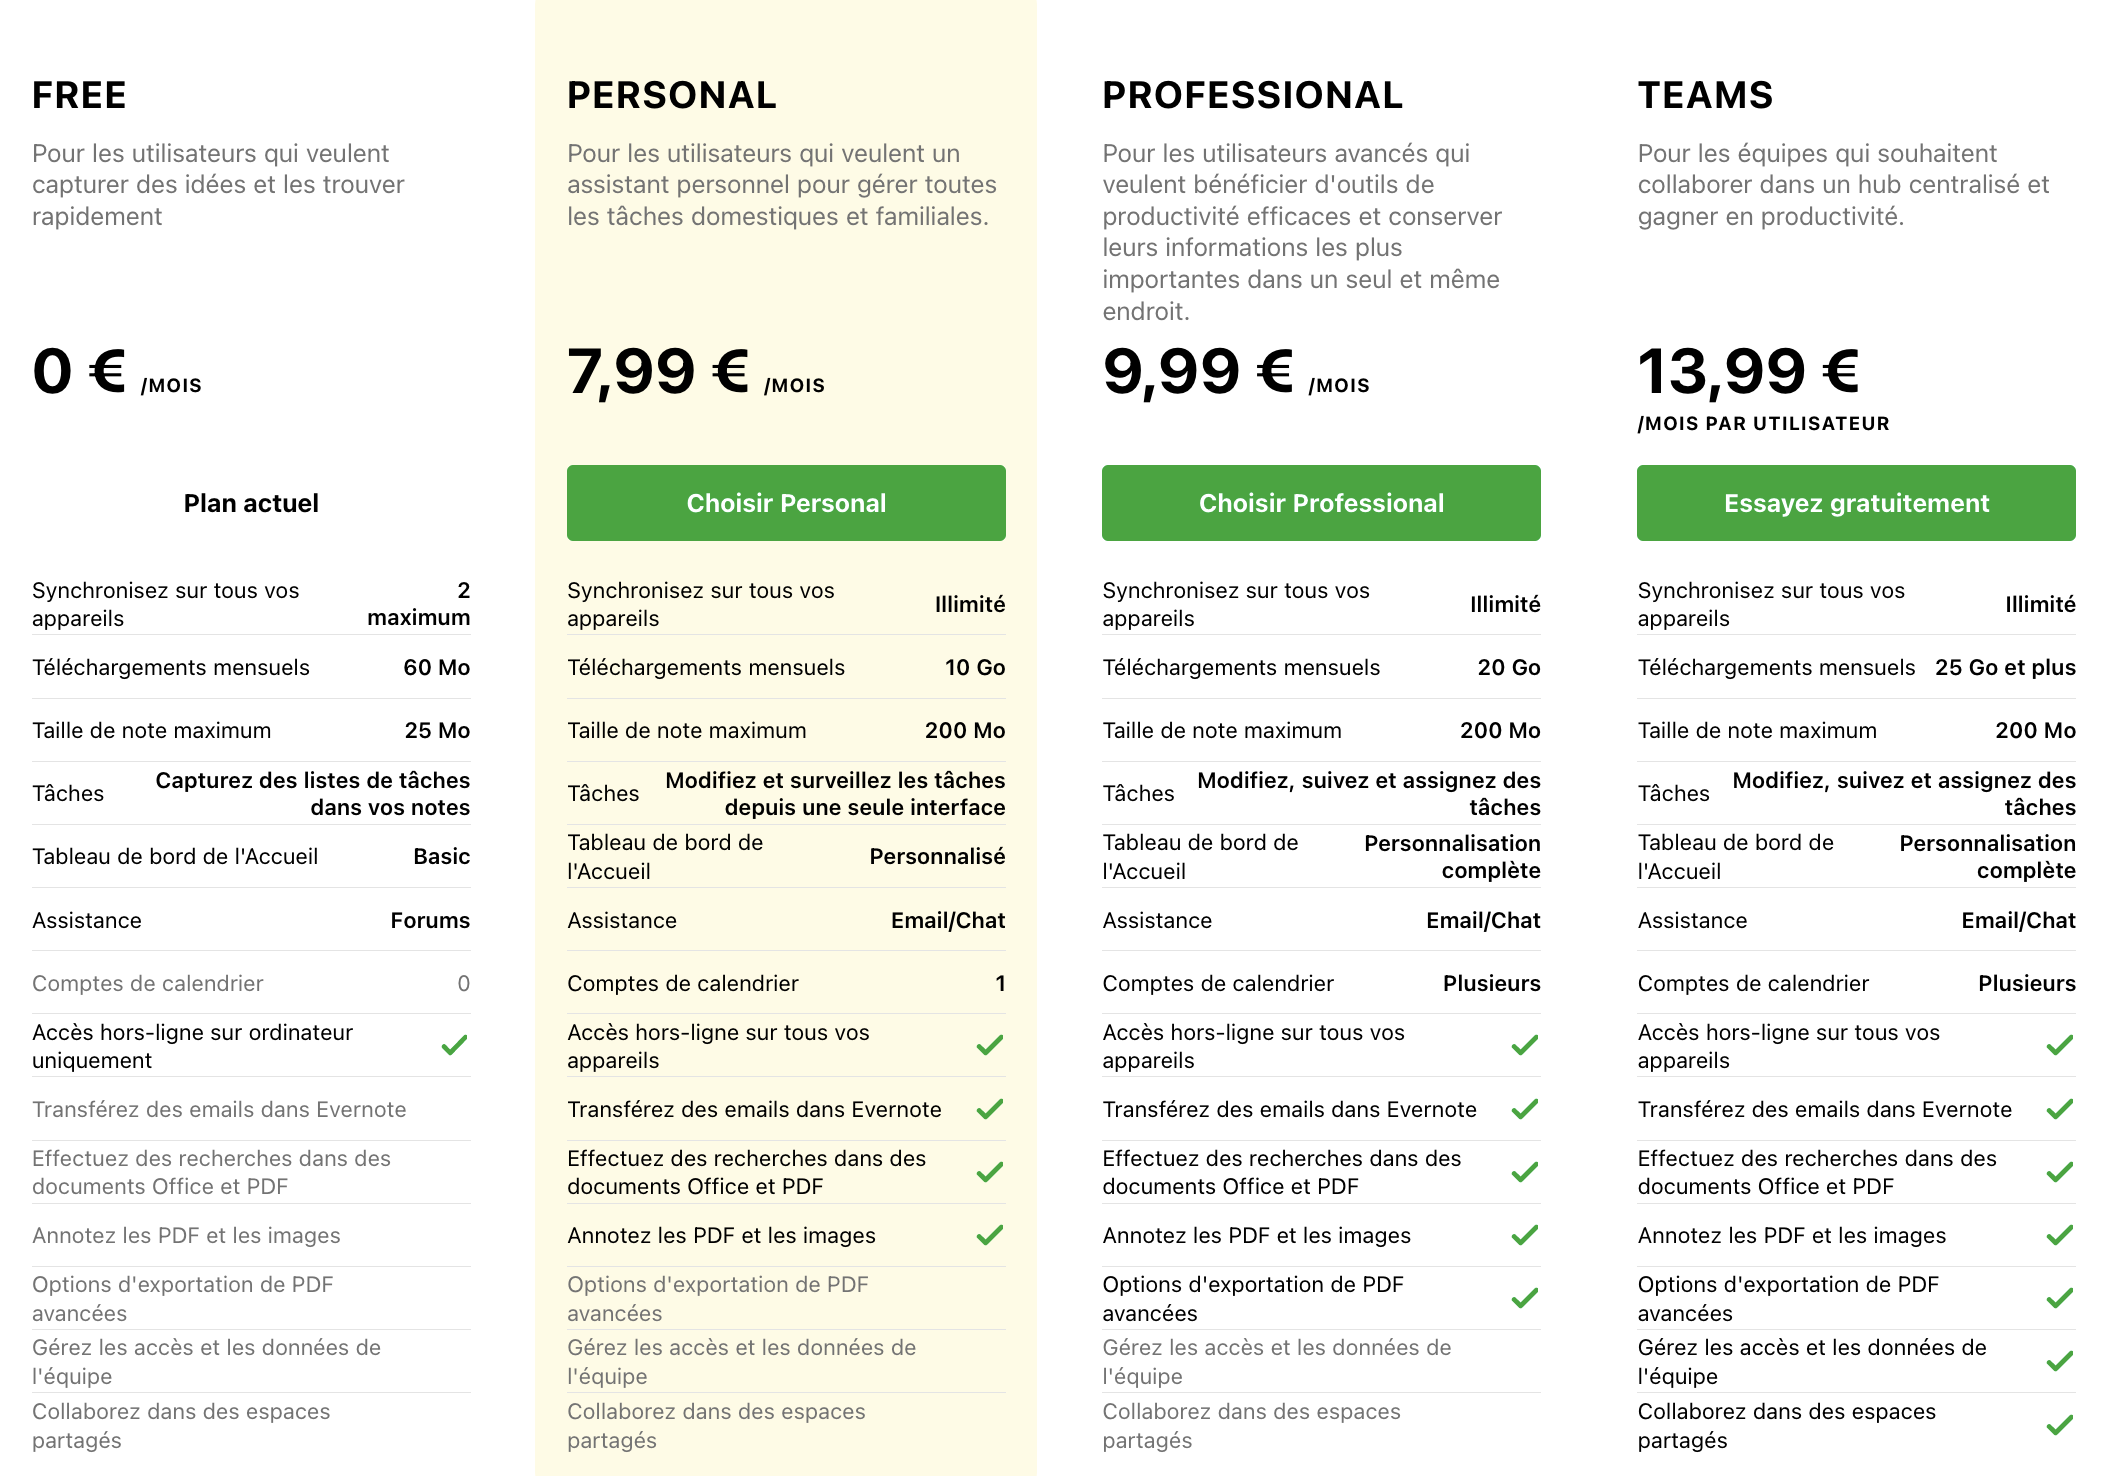 FREE
Pour les utilisateurs qui veulent
capturer des idées et les trouver
rapidement
0 € /MOIS
Plan actuel
Synchronisez sur tous vos
appareils
2
maximum
Téléchargements mensuels 60 Mo
Taille de note maximum 25 Mo
Tâches
Capturez des listes de tâches
dans vos notes
Tableau de bord de l'Accueil Basic
Assistance Forums
Comptes de calendrier 0
Accès hors-ligne sur ordinateur
uniquement
Transférez des emails dans Evernote
Effectuez des recherches dans des
documents Office et PDF
Annotez les PDF et les images
Options d'exportation de PDF
avancées
Gérez les accès et les données de
l'équipe
Collaborez dans des espaces
partagés
PERSONAL
Pour les utilisateurs qui veulent un
assistant personnel pour gérer toutes
les tâches domestiques et familiales.
7,99 € /MOIS
Choisir Personal
Synchronisez sur tous vos
appareils
Illimité
Téléchargements mensuels 10 Go
Taille de note maximum 200 Mo
Tâches
Modifiez et surveillez les tâches
depuis une seule interface
Tableau de bord de
l'Accueil
Personnalisé
Assistance Email/Chat
Comptes de calendrier 1
Accès hors-ligne sur tous vos
appareils
Transférez des emails dans Evernote
Effectuez des recherches dans des
documents Office et PDF
Annotez les PDF et les images
Options d'exportation de PDF
avancées
Gérez les accès et les données de
l'équipe
Collaborez dans des espaces
partagés
PROFESSIONAL
Pour les utilisateurs avancés qui
veulent bénéficier d'outils de
productivité efficaces et conserver
leurs informations les plus
importantes dans un seul et même
endroit.
9,99 € /MOIS
Choisir Professional
Synchronisez sur tous vos
appareils
Illimité
Téléchargements mensuels 20 Go
Taille de note maximum 200 Mo
Tâches
Modifiez, suivez et assignez des
tâches
Tableau de bord de
l'Accueil
Personnalisation
complète
Assistance Email/Chat
Comptes de calendrier Plusieurs
Accès hors-ligne sur tous vos
appareils
Transférez des emails dans Evernote
Effectuez des recherches dans des
documents Office et PDF
Annotez les PDF et les images
Options d'exportation de PDF
avancées
Gérez les accès et les données de
l'équipe
Collaborez dans des espaces
partagés
TEAMS
Pour les équipes qui souhaitent
collaborer dans un hub centralisé et
gagner en productivité.
13,99 €
/MOIS PAR UTILISATEUR
Essayez gratuitement
Synchronisez sur tous vos
appareils
Illimité
Téléchargements mensuels 25 Go et plus
Taille de note maximum 200 Mo
Tâches
Modifiez, suivez et assignez des
tâches
Tableau de bord de
l'Accueil
Personnalisation
complète
Assistance Email/Chat
Comptes de calendrier Plusieurs
Accès hors-ligne sur tous vos
appareils
Transférez des emails dans Evernote
Effectuez des recherches dans des
documents Office et PDF
Annotez les PDF et les images
Options d'exportation de PDF
avancées
Gérez les accès et les données de
l'équipe
Collaborez dans des espaces
partagés